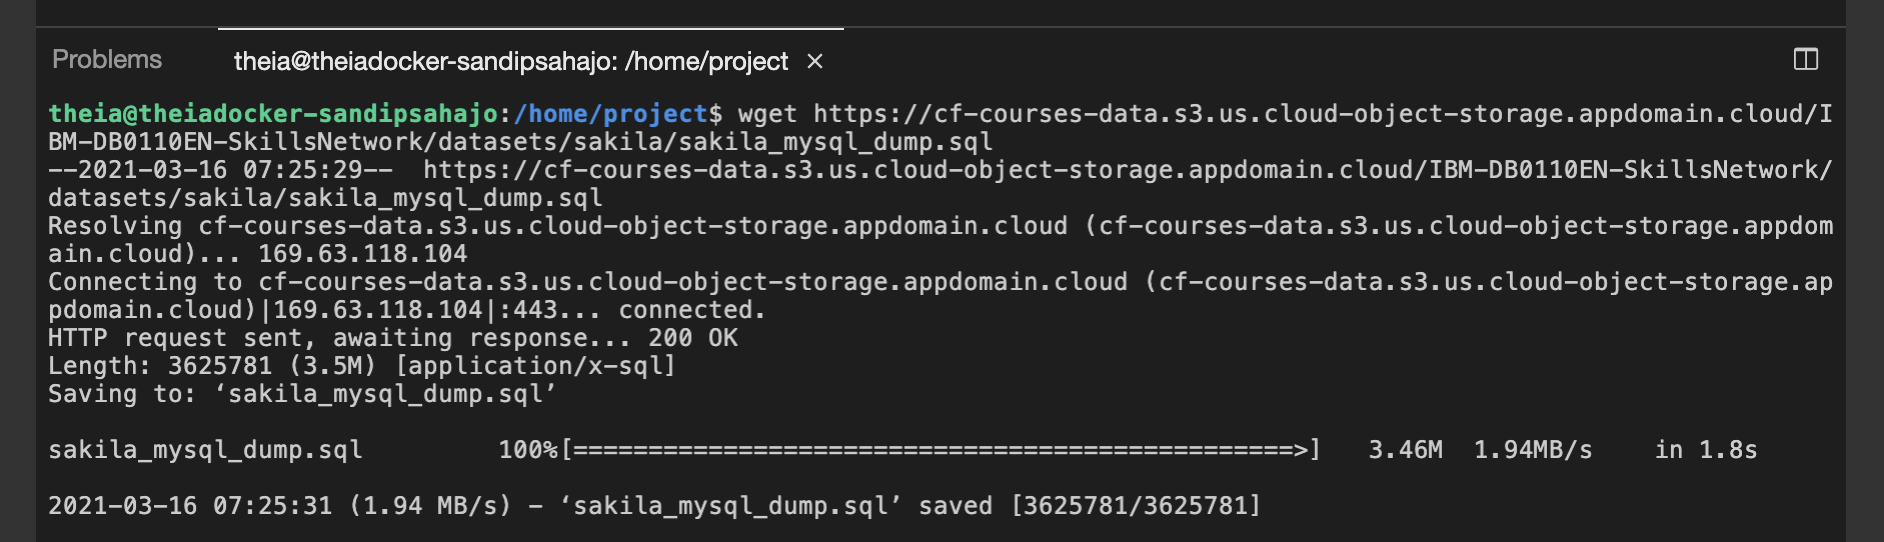 Problems
theia@theiadocker-sandipsahajo: /home/project ×
theia@theiadocker-sandipsahajo:/home/project$ wget https://cf-courses-data.s3.us.cloud-object-storage.appdomain.cloud/I
BM-DB0110EN-SkillsNetwork/datasets/sakila/sakila_mysql_dump.sql
--2021-03-16 07:25:29--  https://cf-courses-data.s3.us.cloud-object-storage.appdomain.cloud/IBM-DB0110EN-SkillsNetwork/
datasets/sakila/sakila_mysql_dump.sql
Resolving cf-courses-data.s3.us.cloud-object-storage.appdomain.cloud (cf-courses-data.s3.us.cloud-object-storage.appdom
ain.cloud)... 169.63.118.104
Connecting to cf-courses-data.s3.us.cloud-object-storage.appdomain.cloud (cf-courses-data.s3.us.cloud-object-storage.ap
pdomain.cloud)|169.63.118.104|:443... connected.
HTTP request sent, awaiting response... 200 OK
Length: 3625781 (3.5M) [application/x-sql]
Saving to: ‘sakila_mysql_dump.sql’
sakila_mysql_dump.sql         100%[================================================>]   3.46M  1.94MB/s    in 1.8s
2021-03-16 07:25:31 (1.94 MB/s) - ‘sakila_mysql_dump.sql’ saved [3625781/3625781]